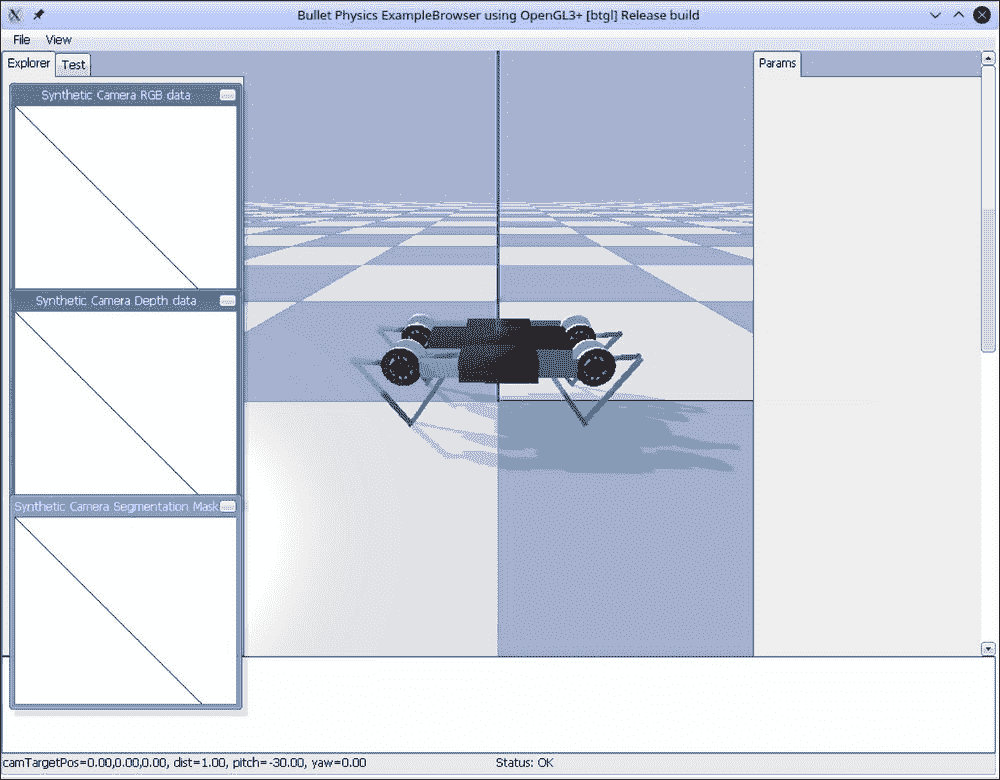 Bullet Physics ExampleBrowser using OpenGL3+ [btgl] Release build
File View
Explorer Test
Params
Synthetic Camera RGB data
Synthetic Camera Depth data
Synthetic Camera Segmentation Mask
camTargetPos=0.00,0.00,0.00, dist=1.00, pitch=-30.00, yaw=0.00
Status: OK